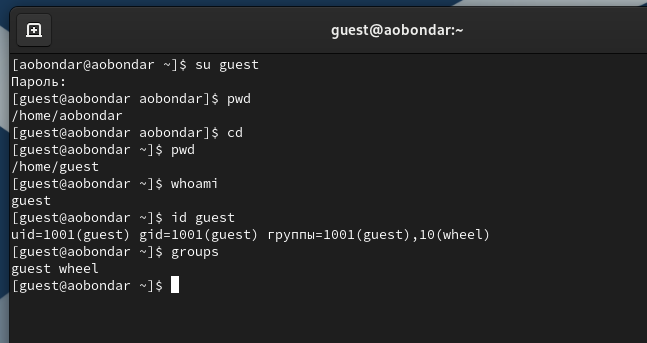 guest@aobondar:~
[aobondar@aobondar ~]$ su guest
Пароль:
[guest@aobondar aobondar]$ pwd
/home/aobondar
[guest@aobondar aobondar]$ cd
[guest@aobondar ~]$ pwd
/home/guest
[guest@aobondar ~]$ whoami
guest
[guest@aobondar ~]$ id guest
uid=1001(guest) gid=1001(guest) группы=1001(guest),10(wheel)
[guest@aobondar ~]$ groups
guest wheel
[guest@aobondar ~]$